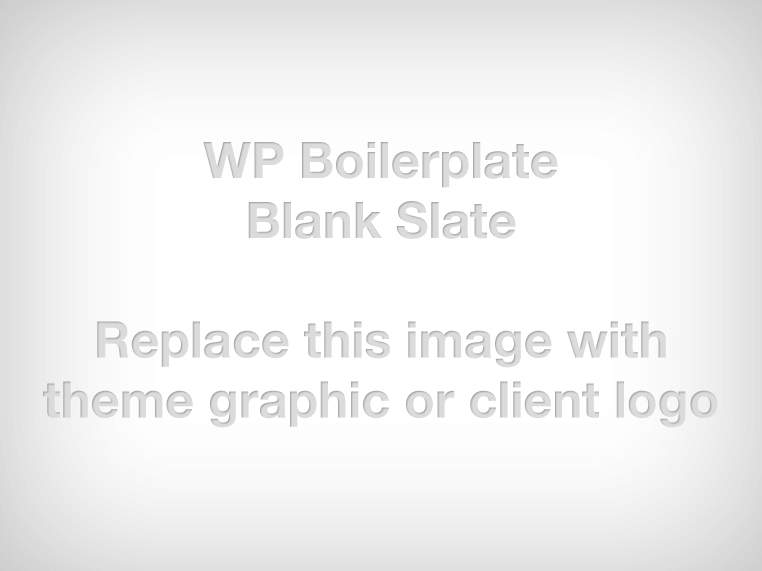 WP Boilerplate
Blank Slate
Replace this image with
theme graphic or client logo